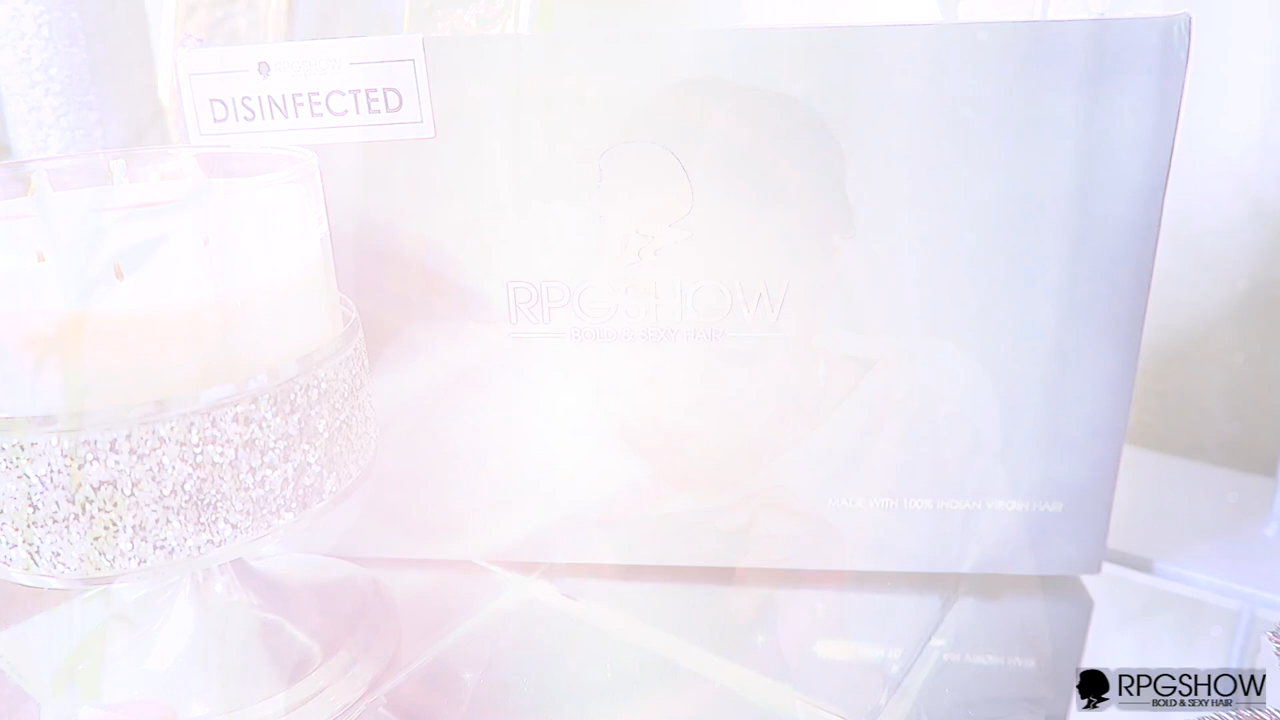 RPGSHOW
DISINFECTED
RPGSHOW
BOLD & SEXY HAIR
MADE WITH 100% INDIAN VIRGIN HAIR
RPGSHOW
BOLD & SEXY HAIR